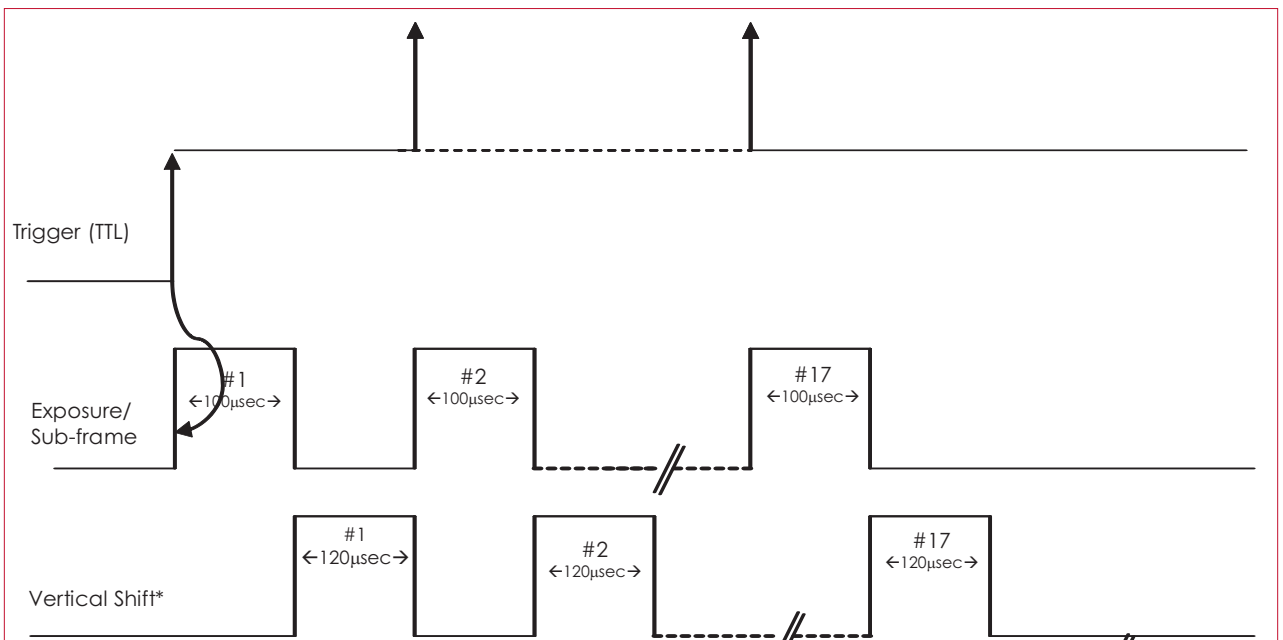 Trigger (TTL)
Exposure/
Sub-frame
#1
←100μsec→
#2
←100μsec→
#17
←100μsec→
Vertical Shift*
#1
←120μsec→
#2
←120μsec→
#17
←120μsec→